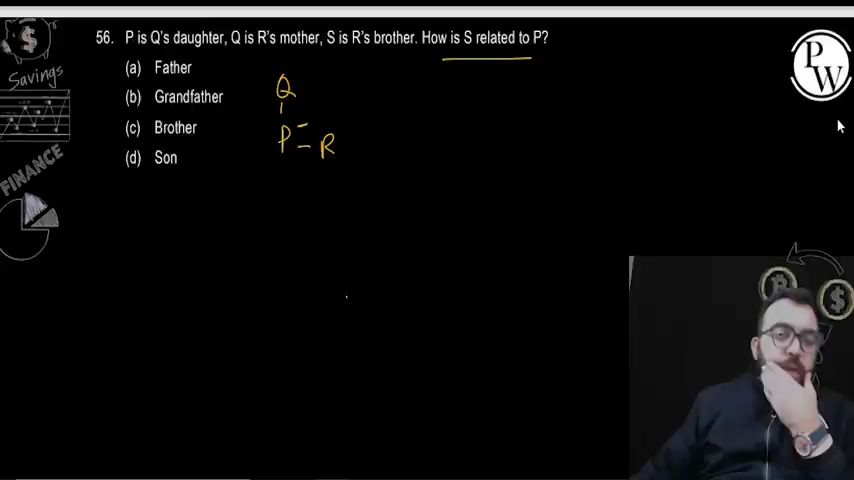 56. P is Q's daughter, Q is R's mother, S is R's brother. How is S related to P?
(a) Father
(b) Grandfather
(c) Brother
(d) Son
Q
P – R
Savings
FINANCE
$
PW
B
$